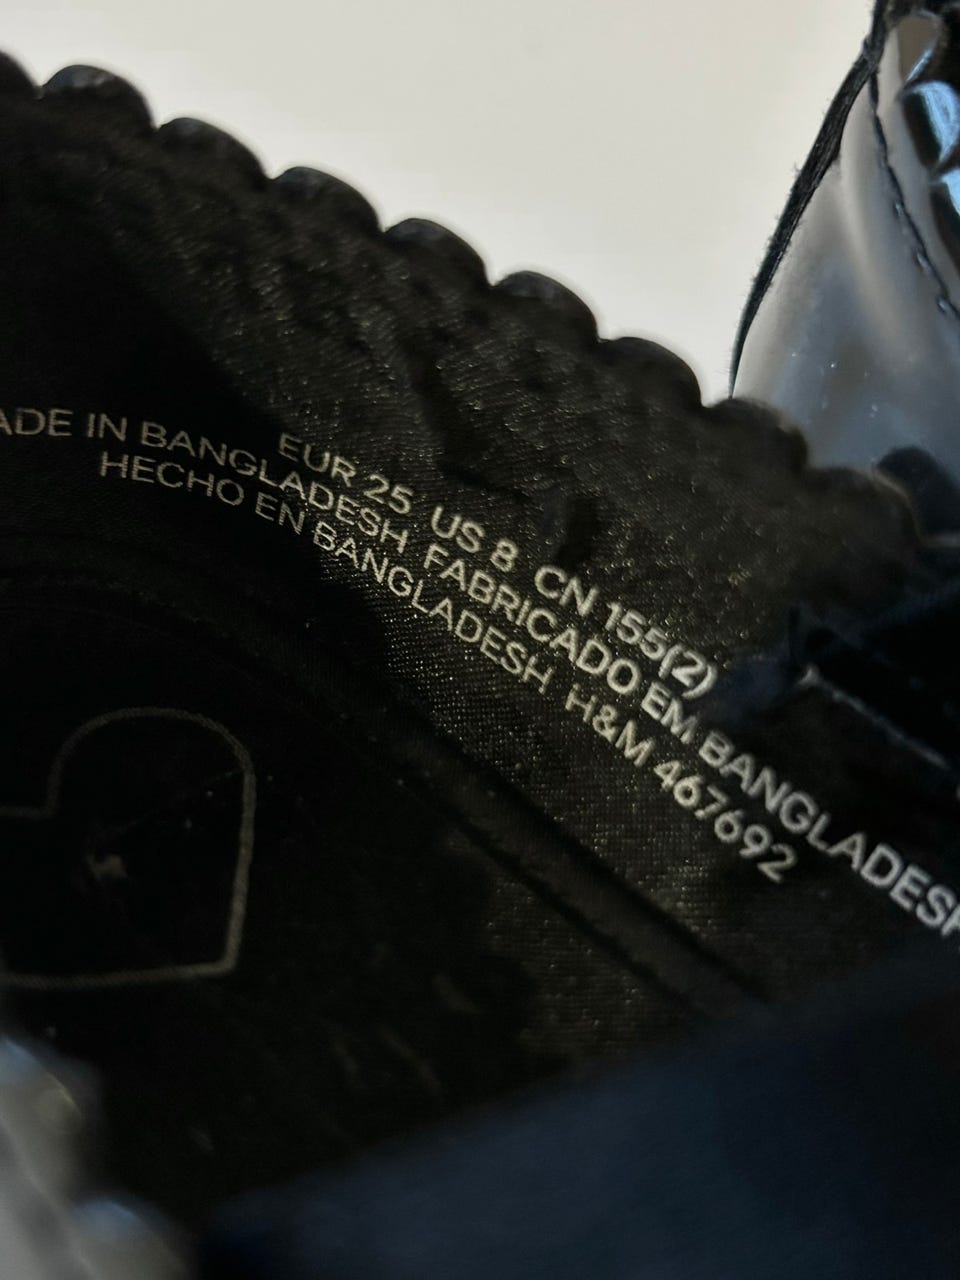 EUR 25 US 8 CN 155(2)
ADE IN BANGLADESH FABRICADO EM BANGLADESH
HECHO EN BANGLADESH H&M 467692